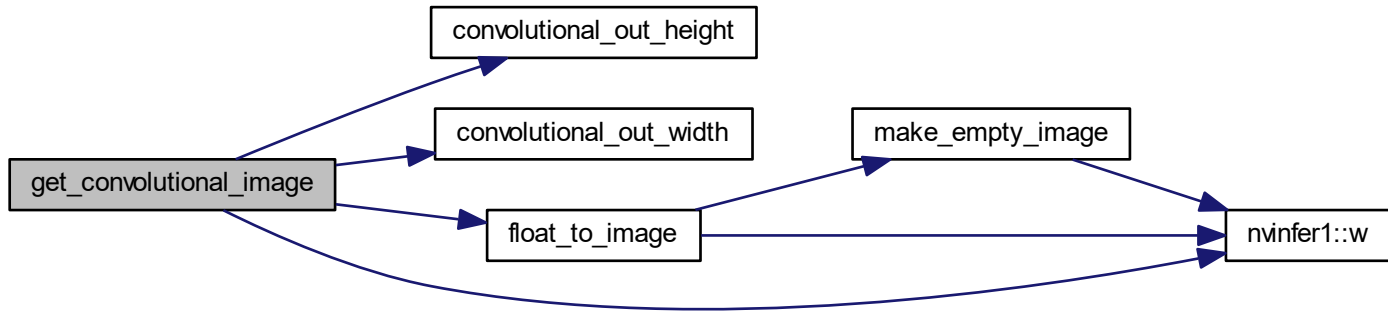 convolutional_out_height
convolutional_out_width
make_empty_image
get_convolutional_image
float_to_image
nvinfer1::w